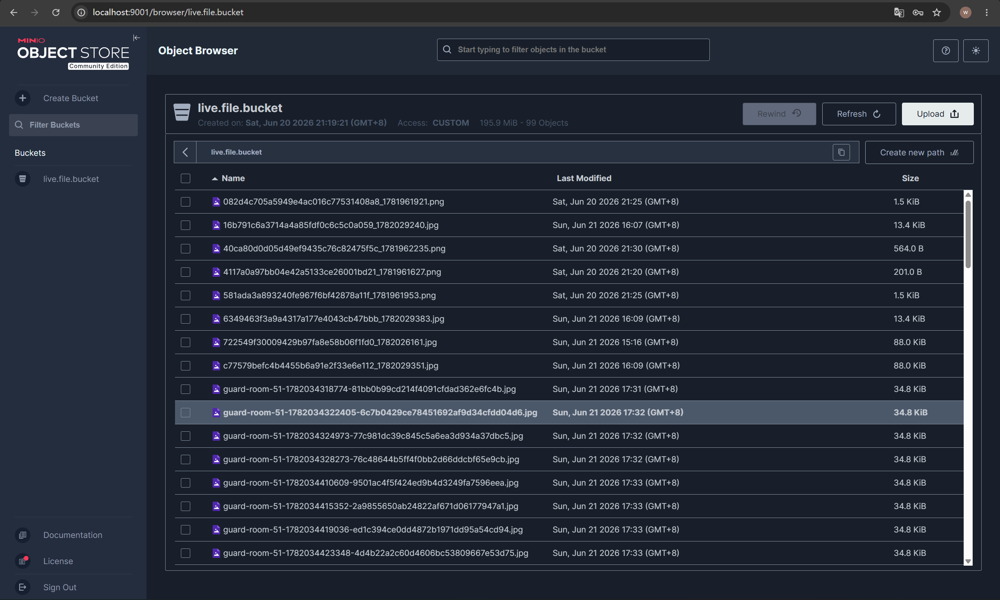 localhost:9001/browser/live.file.bucket
W
MINIO
OBJECT STORE
Community Edition
Create Bucket
Filter Buckets
Buckets
live.file.bucket
Documentation
License
Sign Out
Object Browser
Start typing to filter objects in the bucket
live.file.bucket
Created on: Sat, Jun 20 2026 21:19:21 (GMT+8) Access: CUSTOM 195.9 MiB - 99 Objects
Rewind Refresh Upload
live.file.bucket
Create new path
Name Last Modified Size
082d4c705a5949e4ac016c77531408a8_1781961921.png Sat, Jun 20 2026 21:25 (GMT+8) 1.5 KiB
16b791c6a3714a4a85fdf0c6c5c0a059_1782029240.jpg Sun, Jun 21 2026 16:07 (GMT+8) 13.4 KiB
40ca80d0d05d49ef9435c76c82475f5c_1781962235.png Sat, Jun 20 2026 21:30 (GMT+8) 564.0 B
4117a0a97bb04e42a5133ce26001bd21_1781961627.png Sat, Jun 20 2026 21:20 (GMT+8) 201.0 B
581ada3a893240fe967f6bf42878a11f_1781961953.png Sat, Jun 20 2026 21:25 (GMT+8) 1.5 KiB
6349463f3a9a4317a177e4043cb47bbb_1782029383.jpg Sun, Jun 21 2026 16:09 (GMT+8) 13.4 KiB
722549f30009429b97fa8e58b06f1fd0_1782026161.jpg Sun, Jun 21 2026 15:16 (GMT+8) 88.0 KiB
c77579befc4b4455b6a91e2f33e6e112_1782029351.jpg Sun, Jun 21 2026 16:09 (GMT+8) 88.0 KiB
guard-room-51-1782034318774-81bb0b99cd214f4091cfdad362e6fc4b.jpg Sun, Jun 21 2026 17:31 (GMT+8) 34.8 KiB
guard-room-51-1782034322405-6c7b0429ce78451692af9d34cfdd04d6.jpg Sun, Jun 21 2026 17:32 (GMT+8) 34.8 KiB
guard-room-51-1782034324973-77c981dc39c845c5a6ea3d934a37dbc5.jpg Sun, Jun 21 2026 17:32 (GMT+8) 34.8 KiB
guard-room-51-1782034328273-76c48644b5ff4f0bb2d66ddcbf65e9cb.jpg Sun, Jun 21 2026 17:32 (GMT+8) 34.8 KiB
guard-room-51-1782034410609-9501ac4f5f424ed9b4d3249fa7596eea.jpg Sun, Jun 21 2026 17:33 (GMT+8) 34.8 KiB
guard-room-51-1782034415352-2a9855650ab24822af671d06177947a1.jpg Sun, Jun 21 2026 17:33 (GMT+8) 34.8 KiB
guard-room-51-1782034419036-ed1c394ce0dd4872b1971dd95a54cd94.jpg Sun, Jun 21 2026 17:33 (GMT+8) 34.8 KiB
guard-room-51-1782034423348-4d4b22a2c60d4606bc53809667e53d75.jpg Sun, Jun 21 2026 17:33 (GMT+8) 34.8 KiB